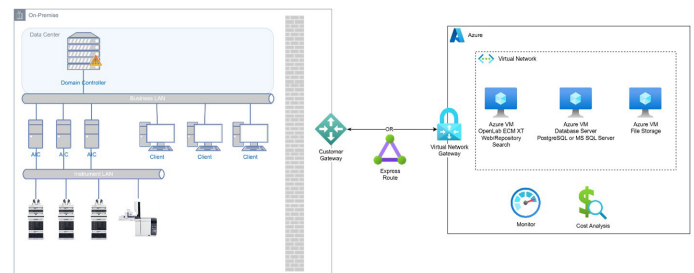 On-Premise
Data Center
Domain Controller
Business LAN
AIC
AIC
AIC
Client
Client
Client
Instrument LAN
Customer
Gateway
OR
Express
Route
Virtual Network
Gateway
Azure
Virtual Network
Azure VM
OpenLab ECM XT
Web/Repository
Search
Azure VM
Database Server
PostgreSQL or MS SQL Server
Azure VM
File Storage
Monitor
Cost Analysis